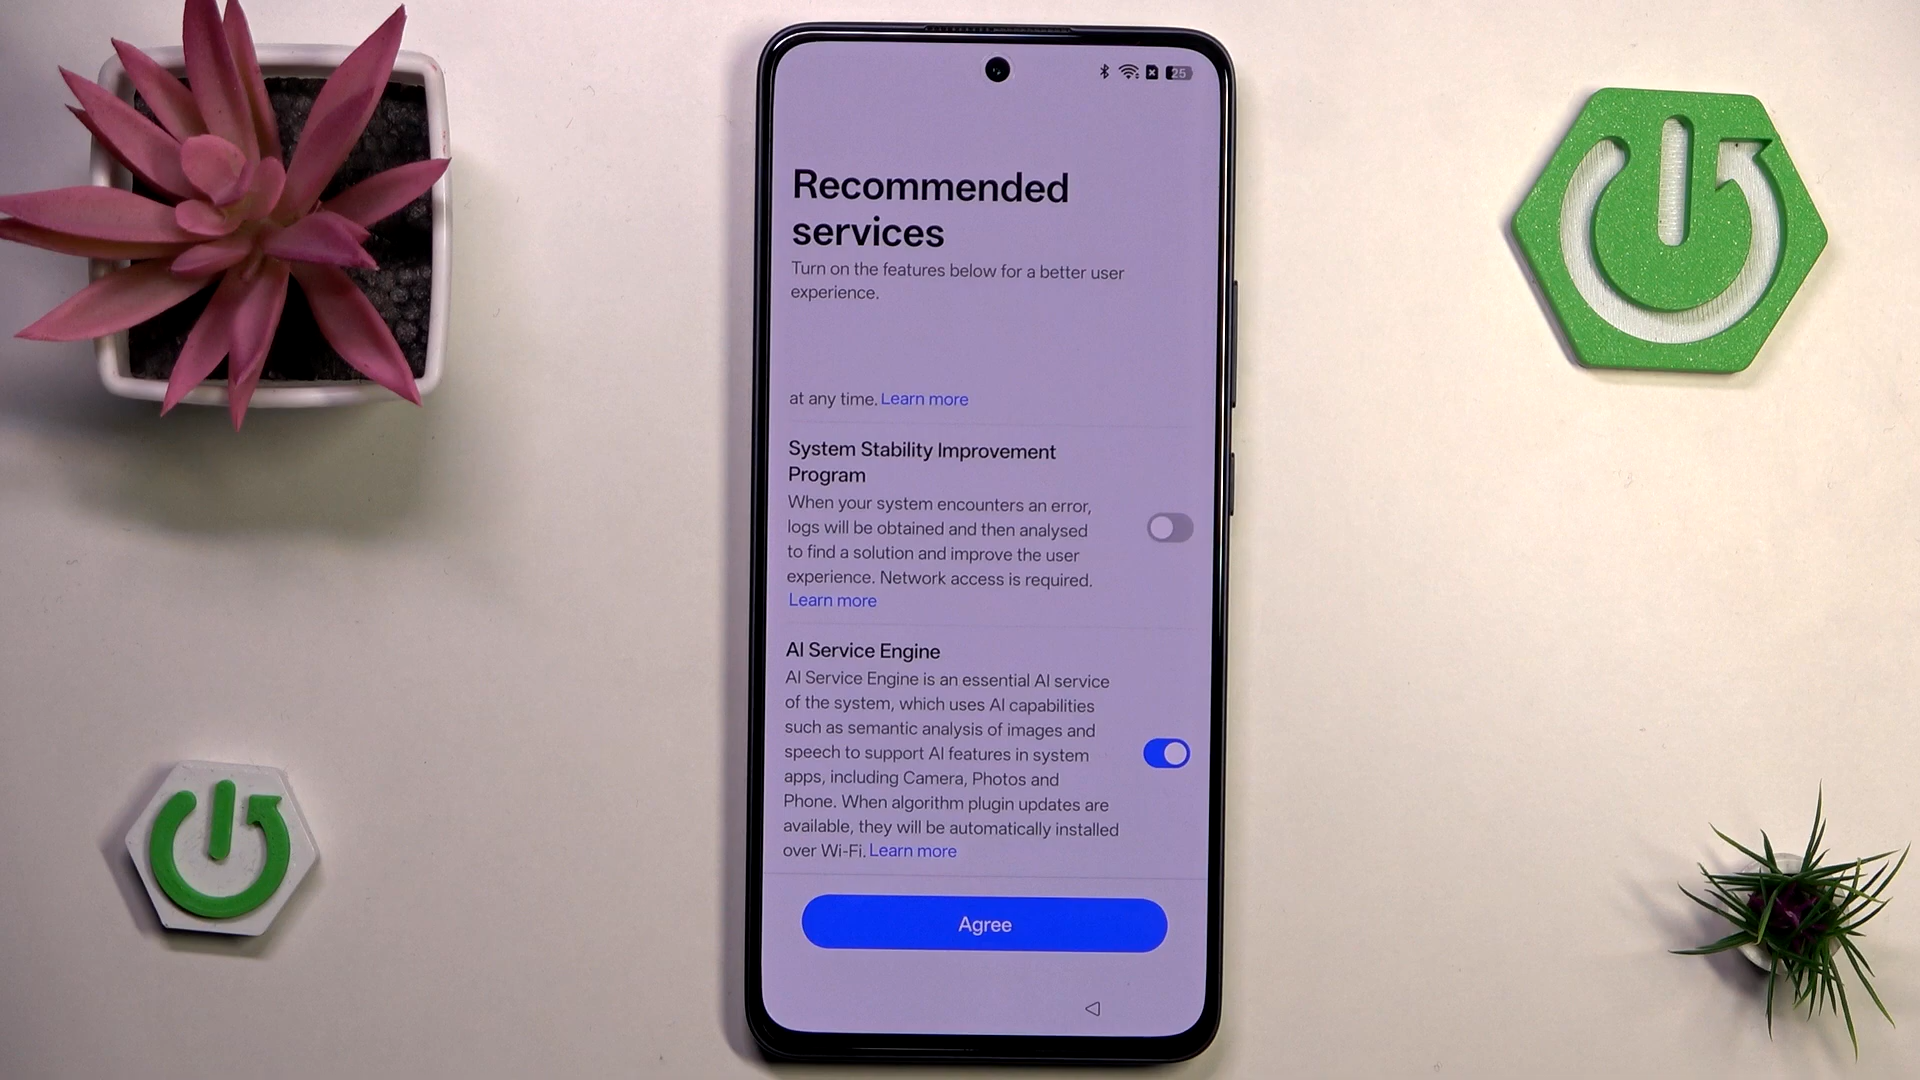 25
Recommended
services
Turn on the features below for a better user
experience.
at any time. Learn more
System Stability Improvement
Program
When your system encounters an error,
logs will be obtained and then analysed
to find a solution and improve the user
experience. Network access is required.
Learn more
AI Service Engine
AI Service Engine is an essential AI service
of the system, which uses AI capabilities
such as semantic analysis of images and
speech to support AI features in system
apps, including Camera, Photos and
Phone. When algorithm plugin updates are
available, they will be automatically installed
over Wi-Fi. Learn more
Agree